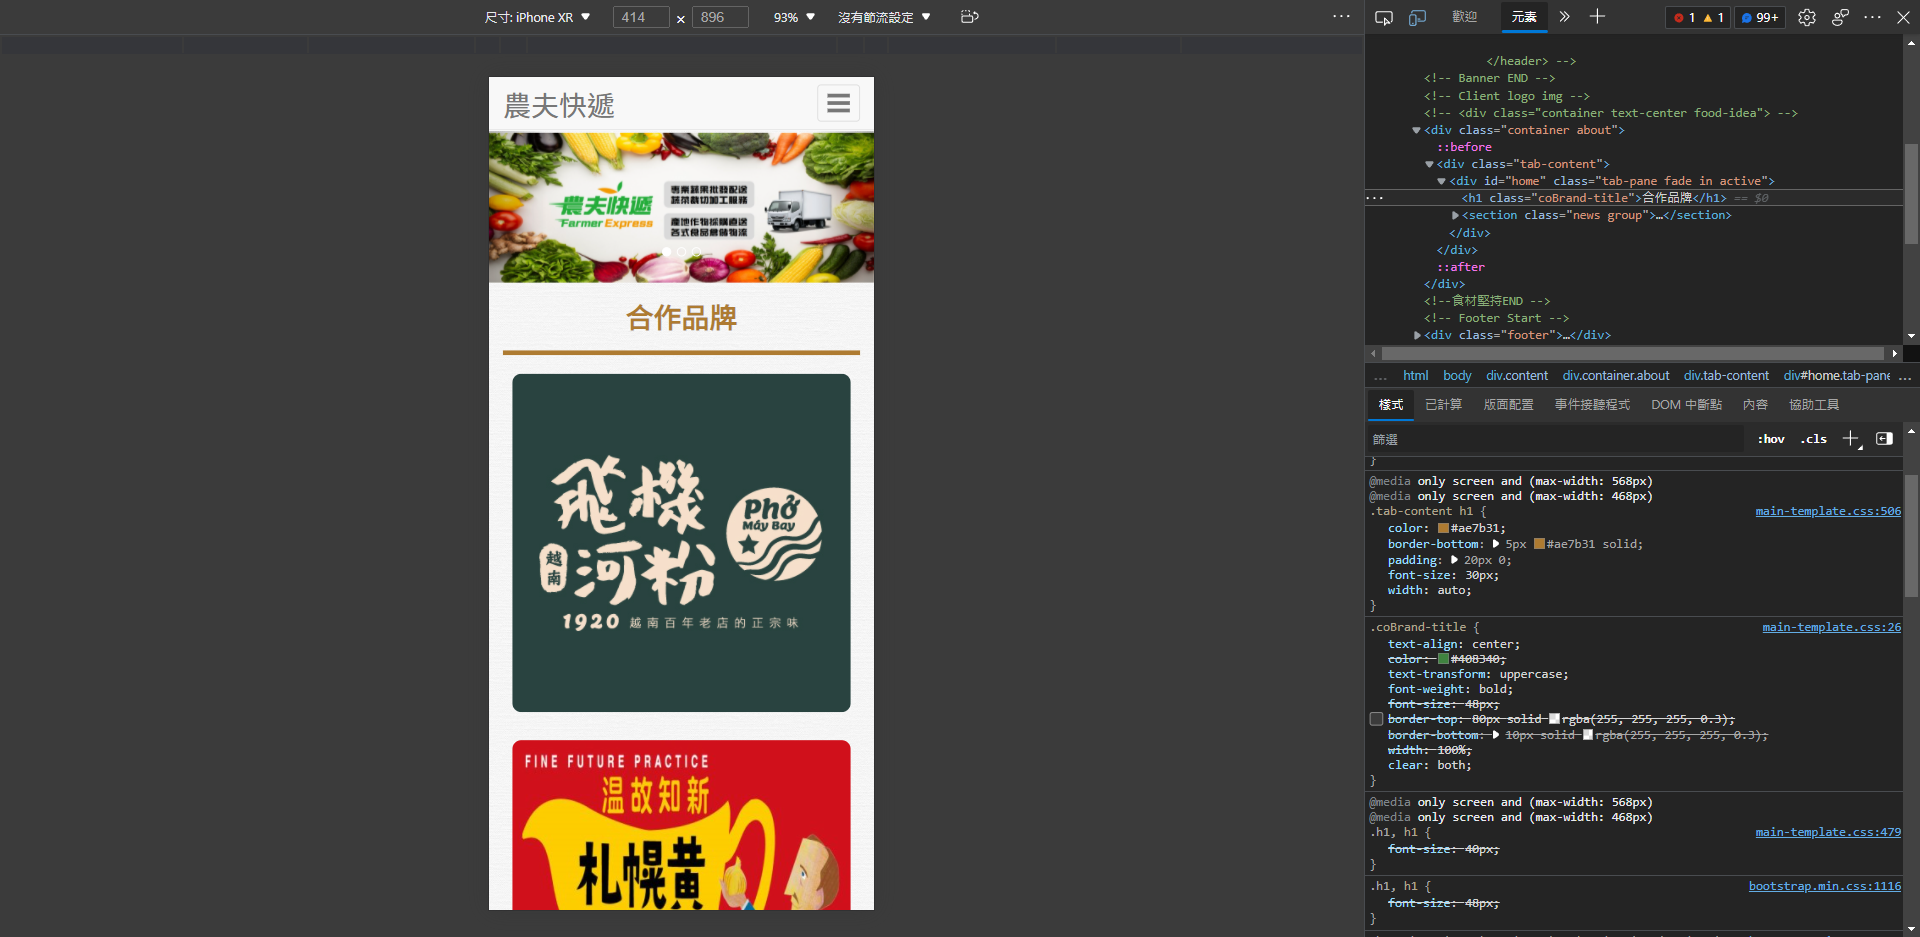 尺寸: iPhone XR ▼ 414 × 896 93% ▼ 沒有節流設定 ▼ ···
歡迎 元素 1 1 99+ ···
農夫快遞
農夫快遞
Farmer Express
專業蔬果批發配送
蔬菜裁切加工服務
產地作物採購直送
各式食品倉儲物流
合作品牌
飛機
河粉
越南
Phở
Máy Bay
1920 越南百年老店的正宗味
FINE FUTURE PRACTICE
温故知新
札幌黄
</header> -->
<!-- Banner END -->
<!-- Client logo img -->
<!-- <div class="container text-center food-idea"> -->
<div class="container about">
::before
<div class="tab-content">
<div id="home" class="tab-pane fade in active">
··· <h1 class="coBrand-title">合作品牌</h1> == $0
<section class="news group">…</section>
</div>
</div>
::after
</div>
<!--食材堅持END -->
<!-- Footer Start -->
<div class="footer">…</div>
... html body div.content div.container.about div.tab-content div#home.tab-pane ...
樣式 已計算 版面配置 事件接聽程式 DOM 中斷點 內容 協助工具
篩選 :hov .cls
}
@media only screen and (max-width: 568px)
@media only screen and (max-width: 468px)
.tab-content h1 { main-template.css:506
color: #ae7b31;
border-bottom: 5px #ae7b31 solid;
padding: 20px 0;
font-size: 30px;
width: auto;
}
.coBrand-title { main-template.css:26
text-align: center;
color: #408340;
text-transform: uppercase;
font-weight: bold;
font-size: 48px;
border-top: 80px solid rgba(255, 255, 255, 0.3);
border-bottom: 10px solid rgba(255, 255, 255, 0.3);
width: 100%;
clear: both;
}
@media only screen and (max-width: 568px)
@media only screen and (max-width: 468px)
.h1, h1 { main-template.css:479
font-size: 40px;
}
.h1, h1 { bootstrap.min.css:1116
font-size: 48px;
}